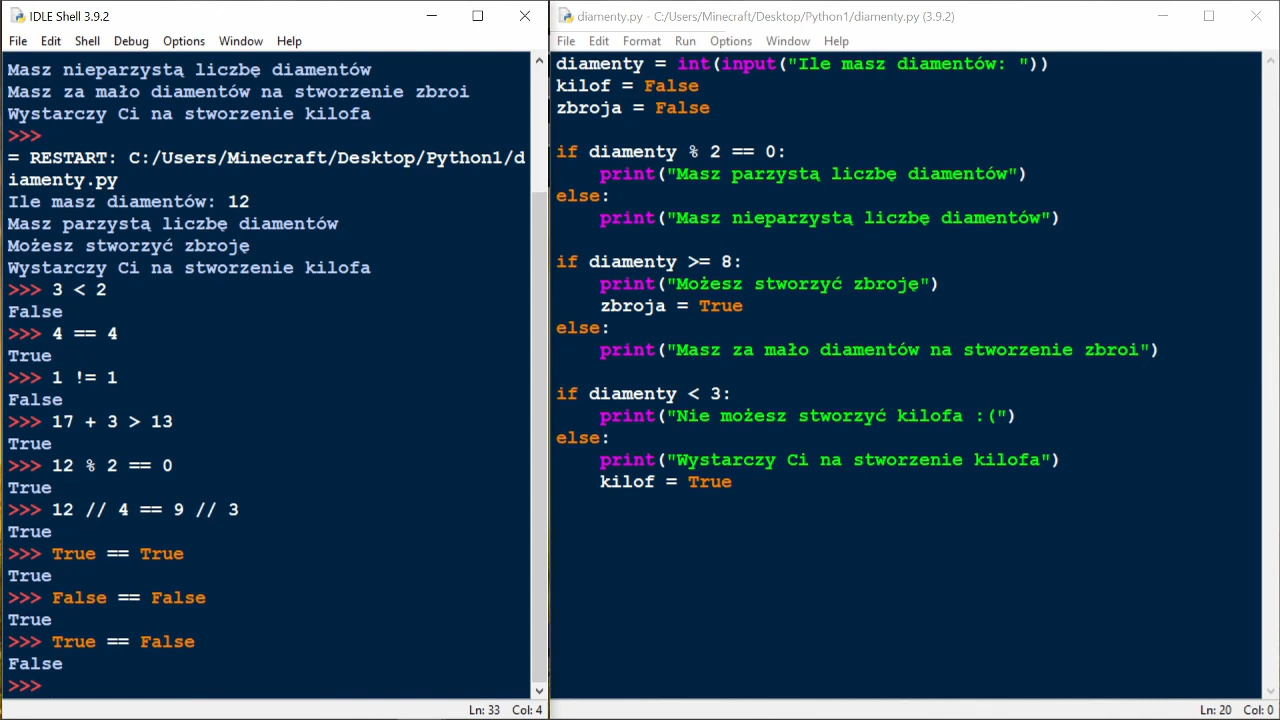 IDLE Shell 3.9.2
File Edit Shell Debug Options Window Help
Masz nieparzystą liczbę diamentów
Masz za mało diamentów na stworzenie zbroi
Wystarczy Ci na stworzenie kilofa
>>>
= RESTART: C:/Users/Minecraft/Desktop/Python1/d
iamenty.py
Ile masz diamentów: 12
Masz parzystą liczbę diamentów
Możesz stworzyć zbroję
Wystarczy Ci na stworzenie kilofa
>>> 3 < 2
False
>>> 4 == 4
True
>>> 1 != 1
False
>>> 17 + 3 > 13
True
>>> 12 % 2 == 0
True
>>> 12 // 4 == 9 // 3
True
>>> True == True
True
>>> False == False
True
>>> True == False
False
>>>
Ln: 33 Col: 4
diamenty.py - C:/Users/Minecraft/Desktop/Python1/diamenty.py (3.9.2)
File Edit Format Run Options Window Help
diamenty = int(input("Ile masz diamentów: "))
kilof = False
zbroja = False
if diamenty % 2 == 0:
    print("Masz parzystą liczbę diamentów")
else:
    print("Masz nieparzystą liczbę diamentów")
if diamenty >= 8:
    print("Możesz stworzyć zbroję")
    zbroja = True
else:
    print("Masz za mało diamentów na stworzenie zbroi")
if diamenty < 3:
    print("Nie możesz stworzyć kilofa :(")
else:
    print("Wystarczy Ci na stworzenie kilofa")
    kilof = True
Ln: 20 Col: 0